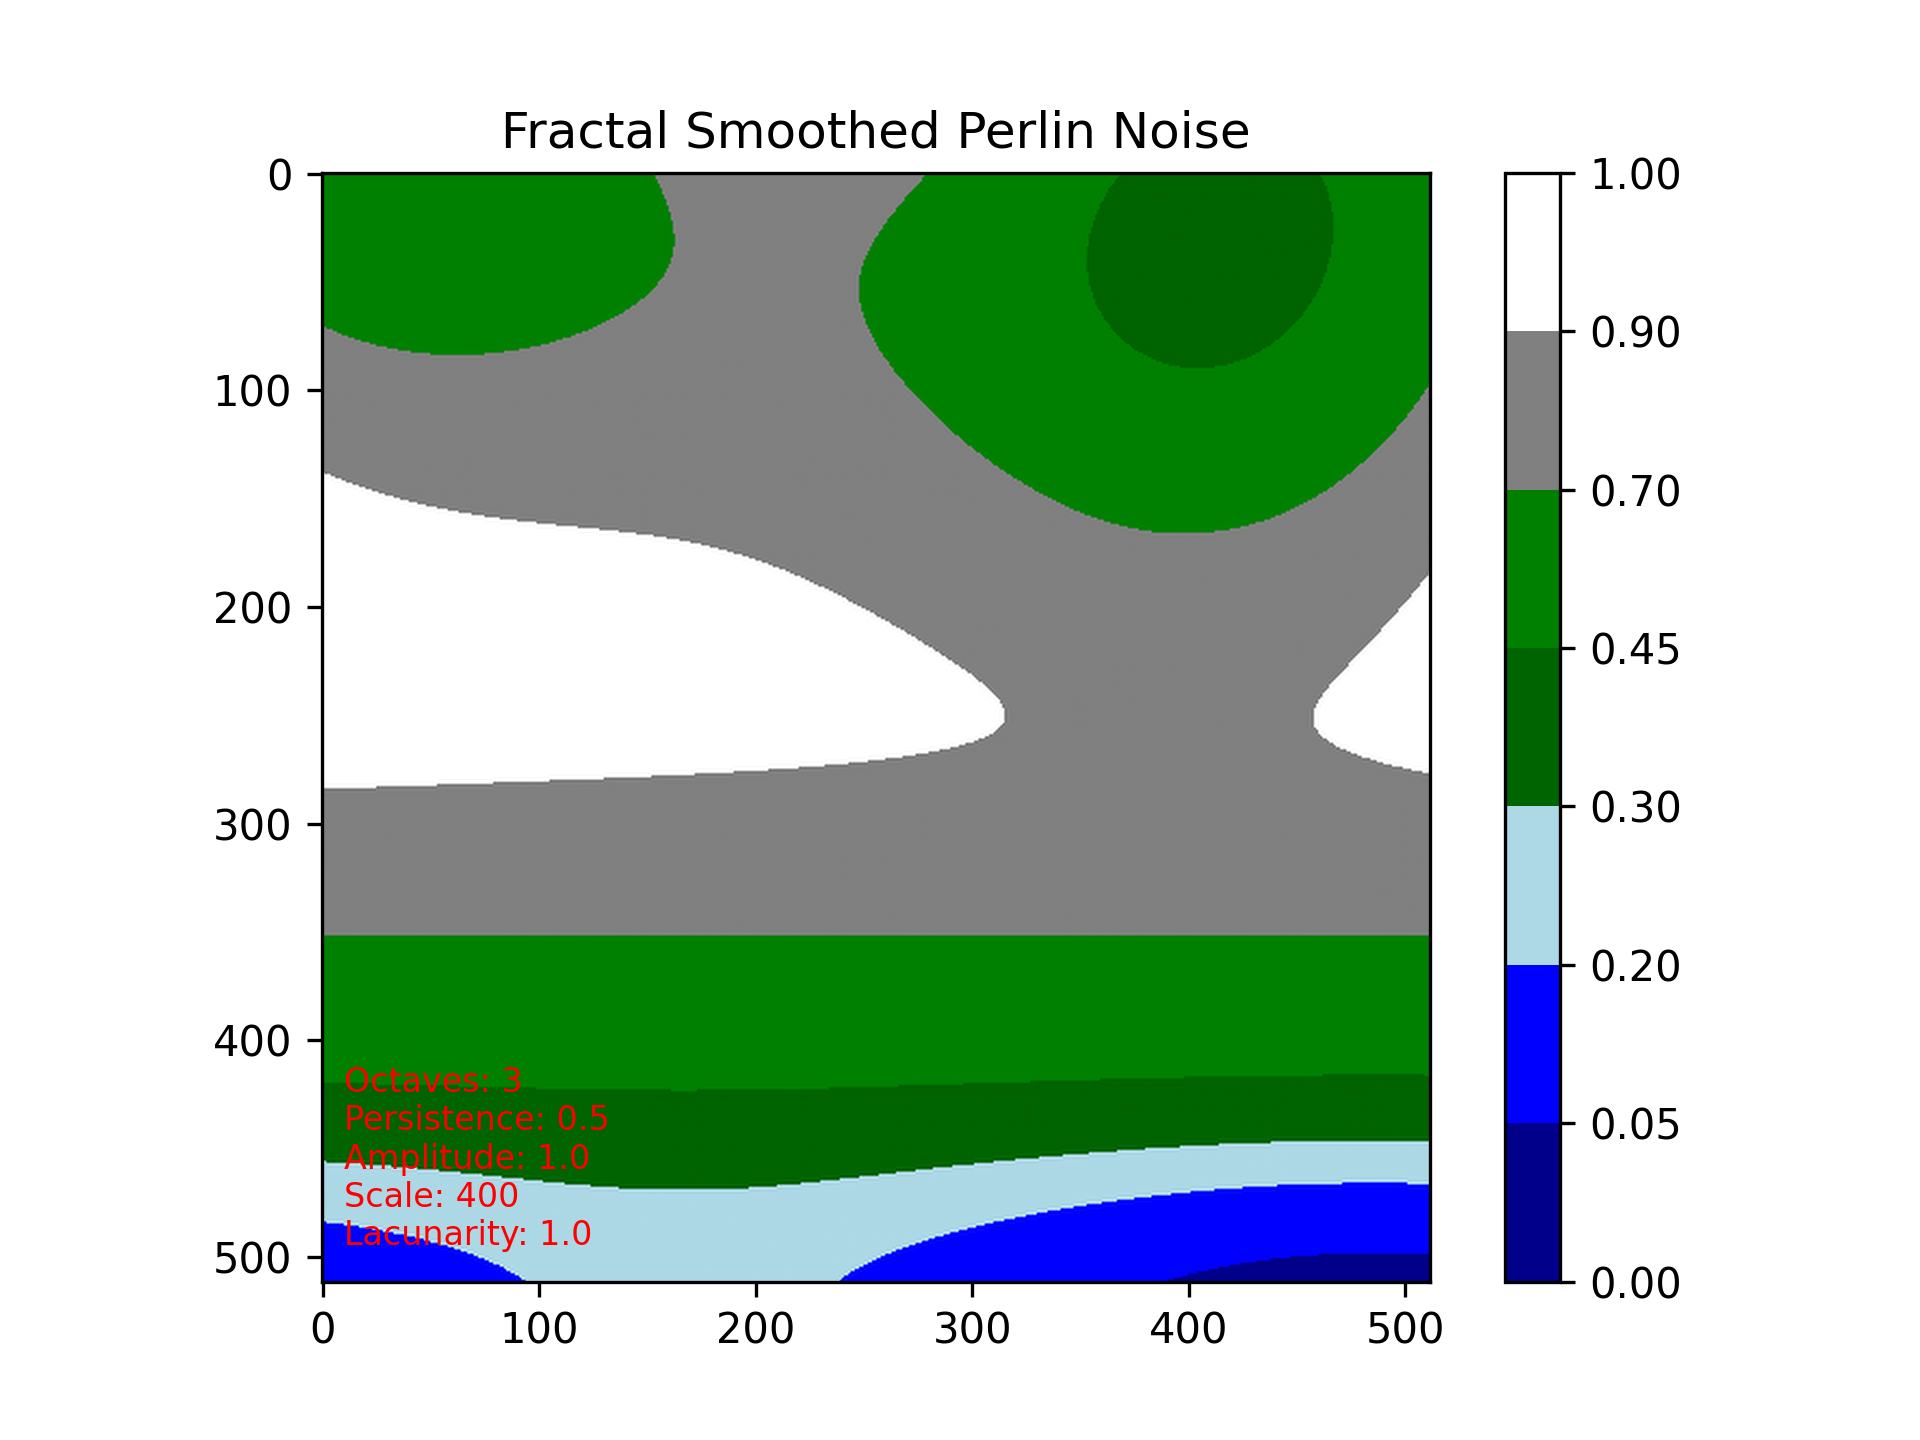 Fractal Smoothed Perlin Noise
0
100
200
300
400
500
Octaves: 3
Persistence: 0.5
Amplitude: 1.0
Scale: 400
Lacunarity: 1.0
0 100 200 300 400 500
1.00
0.90
0.70
0.45
0.30
0.20
0.05
0.00